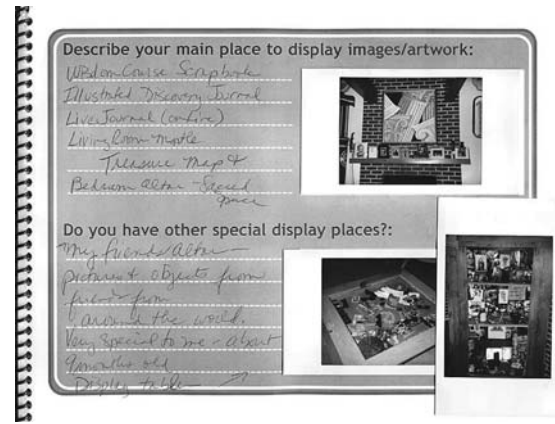 Describe your main place to display images/artwork:
Wisdom Course Scrapbook
Illustrated Discovery Journal
Live Journal (online)
Living Room Mantle
Treasure Map &
Bedroom altar - Sacred
space
Do you have other special display places?:
My friends altar -
pictures & objects from
friends from
around the world.
Very special to me - about
9 months old
Display table